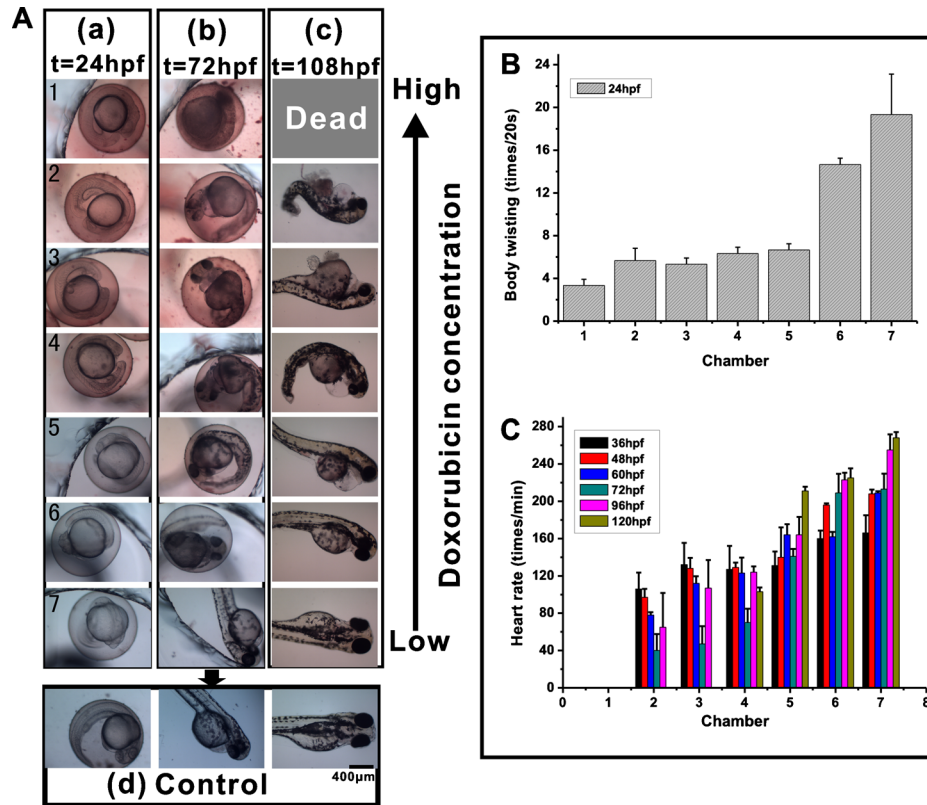 A
(a)
t=24hpf
(b)
t=72hpf
(c)
t=108hpf
1
Dead
2
3
4
5
6
7
High
Doxorubicin concentration
Low
400μm
(d) Control
B
24hpf
Body twisting (times/20s)
24
20
16
12
8
4
0
1 2 3 4 5 6 7
Chamber
C
36hpf
48hpf
60hpf
72hpf
96hpf
120hpf
Heart rate (times/min)
280
240
200
160
120
80
40
0
0 1 2 3 4 5 6 7 8
Chamber